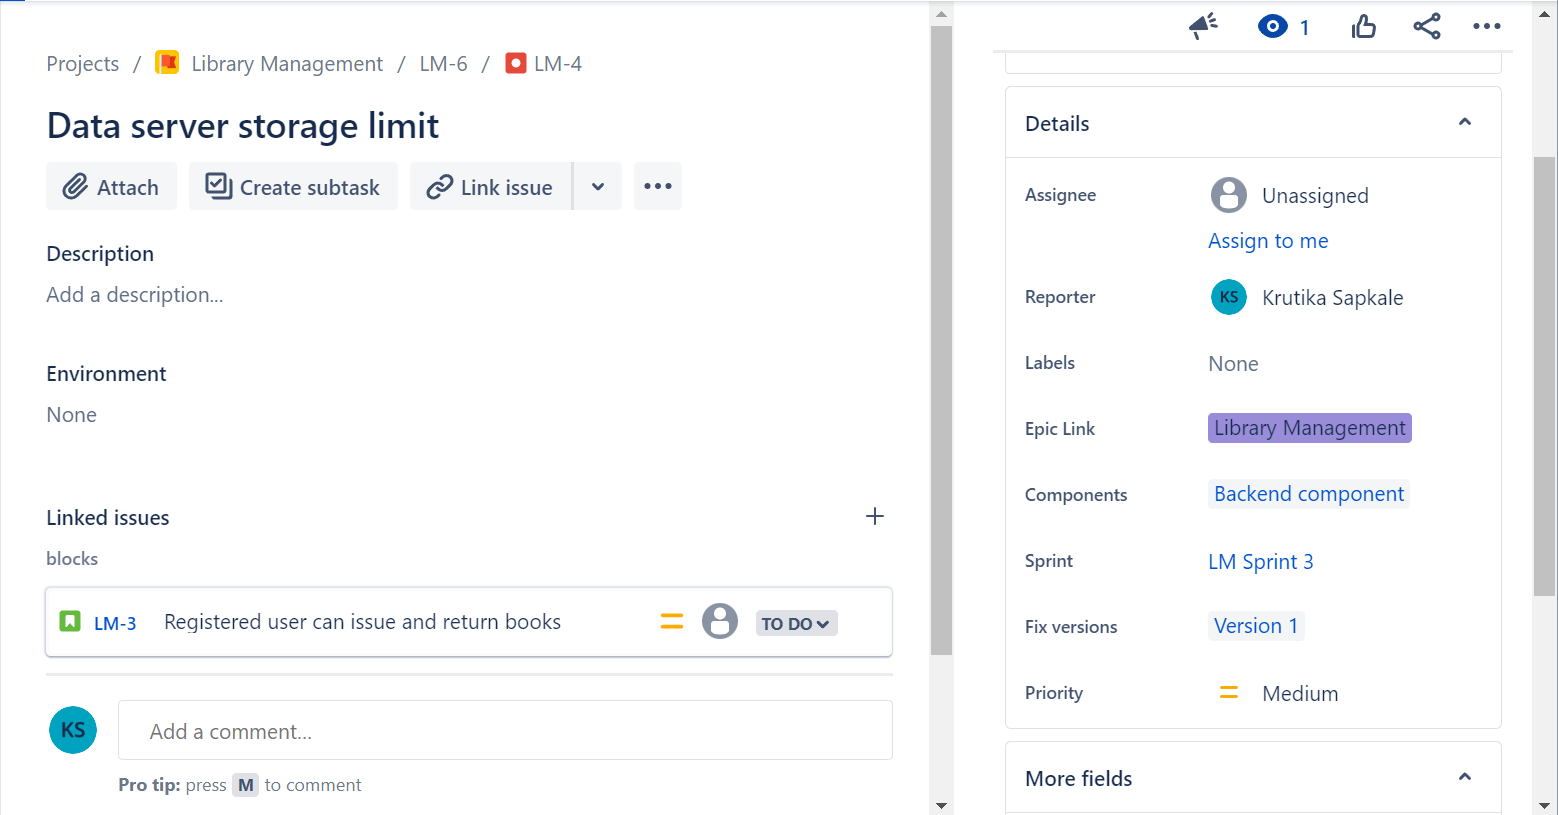 Projects / Library Management / LM-6 / LM-4
Data server storage limit
Attach Create subtask Link issue
Description
Add a description...
Environment
None
Linked issues
blocks
LM-3 Registered user can issue and return books TO DO
KS Add a comment...
Pro tip: press M to comment
1
Details
Assignee Unassigned
Assign to me
Reporter KS Krutika Sapkale
Labels None
Epic Link Library Management
Components Backend component
Sprint LM Sprint 3
Fix versions Version 1
Priority Medium
More fields